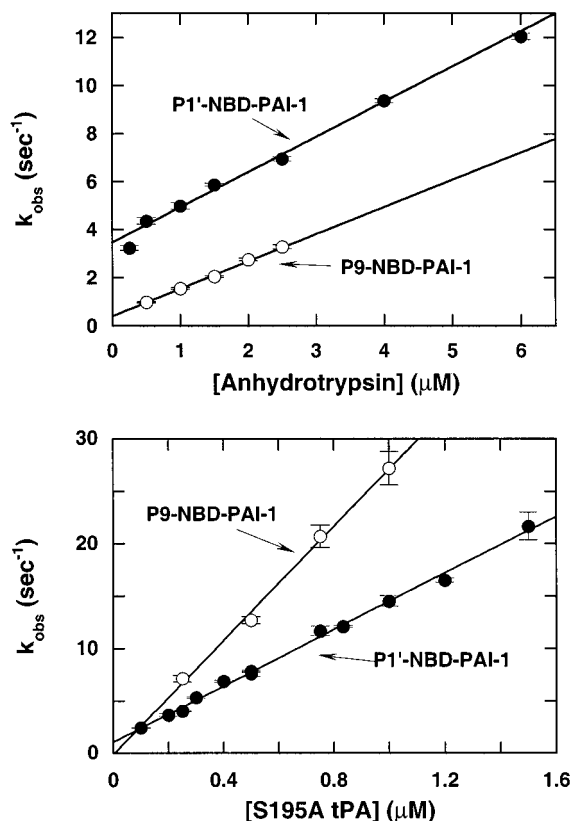 12
10
8
6
4
2
0
k_obs (sec⁻¹)
P1'-NBD-PAI-1
P9-NBD-PAI-1
0 1 2 3 4 5 6
[Anhydrotrypsin] (μM)
30
20
10
0
k_obs (sec⁻¹)
P9-NBD-PAI-1
P1'-NBD-PAI-1
0 0.4 0.8 1.2 1.6
[S195A tPA] (μM)